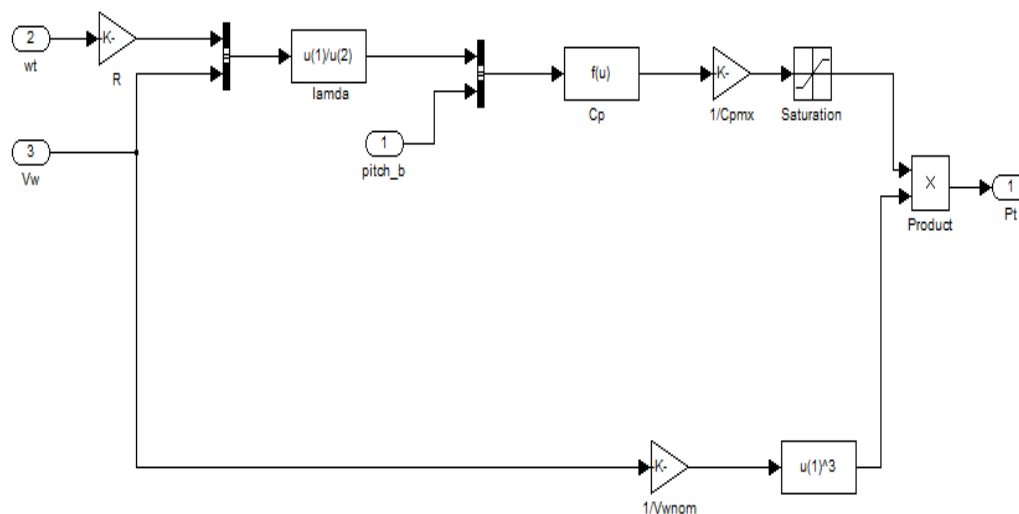 2
K-
wt
R
u(1)/u(2)
lamda
f(u)
Cp
K-
1/Cpmx
Saturation
3
Vw
1
pitch_b
X
Product
1
Pt
K-
1/Vwnom
u(1)^3